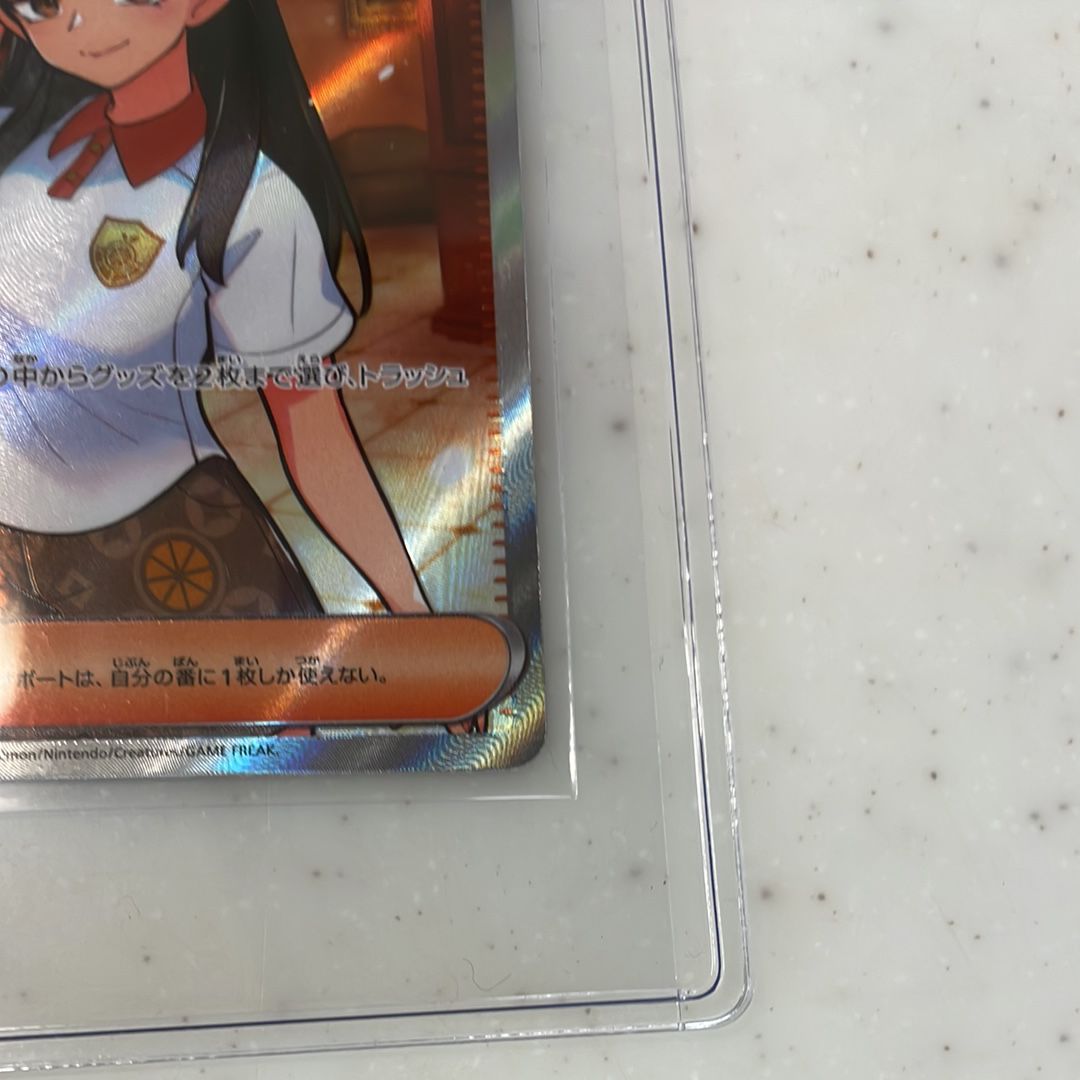 の中からグッズを2枚まで選び、トラッシュ
ポートは、自分の番に1枚しか使えない。
mon/Nintendo/Creatures/GAME FREAK.